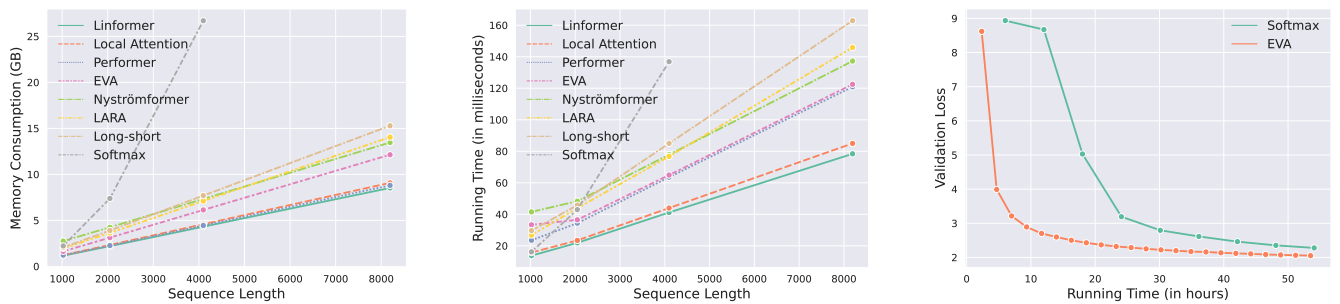 Memory Consumption (GB)
25
20
15
10
5
0
Linformer
Local Attention
Performer
EVA
Nyströmformer
LARA
Long-short
Softmax
1000 2000 3000 4000 5000 6000 7000 8000
Sequence Length
Running Time (in milliseconds)
160
140
120
100
80
60
40
20
Linformer
Local Attention
Performer
EVA
Nyströmformer
LARA
Long-short
Softmax
1000 2000 3000 4000 5000 6000 7000 8000
Sequence Length
Validation Loss
9
8
7
6
5
4
3
2
Softmax
EVA
0 10 20 30 40 50
Running Time (in hours)